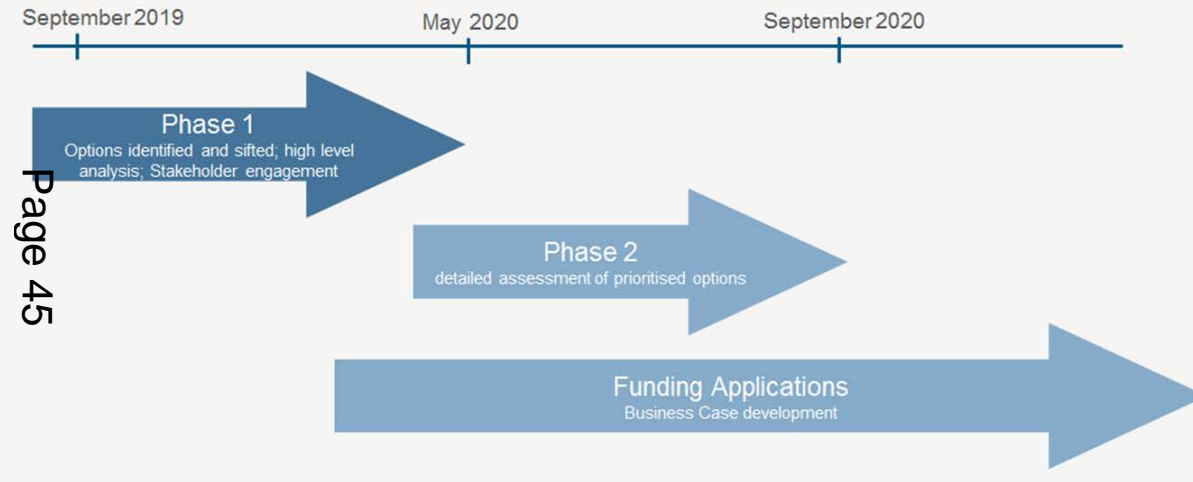 September 2019
May 2020
September 2020
Phase 1
Options identified and sifted; high level
analysis; Stakeholder engagement
Page 45
Phase 2
detailed assessment of prioritised options
Funding Applications
Business Case development